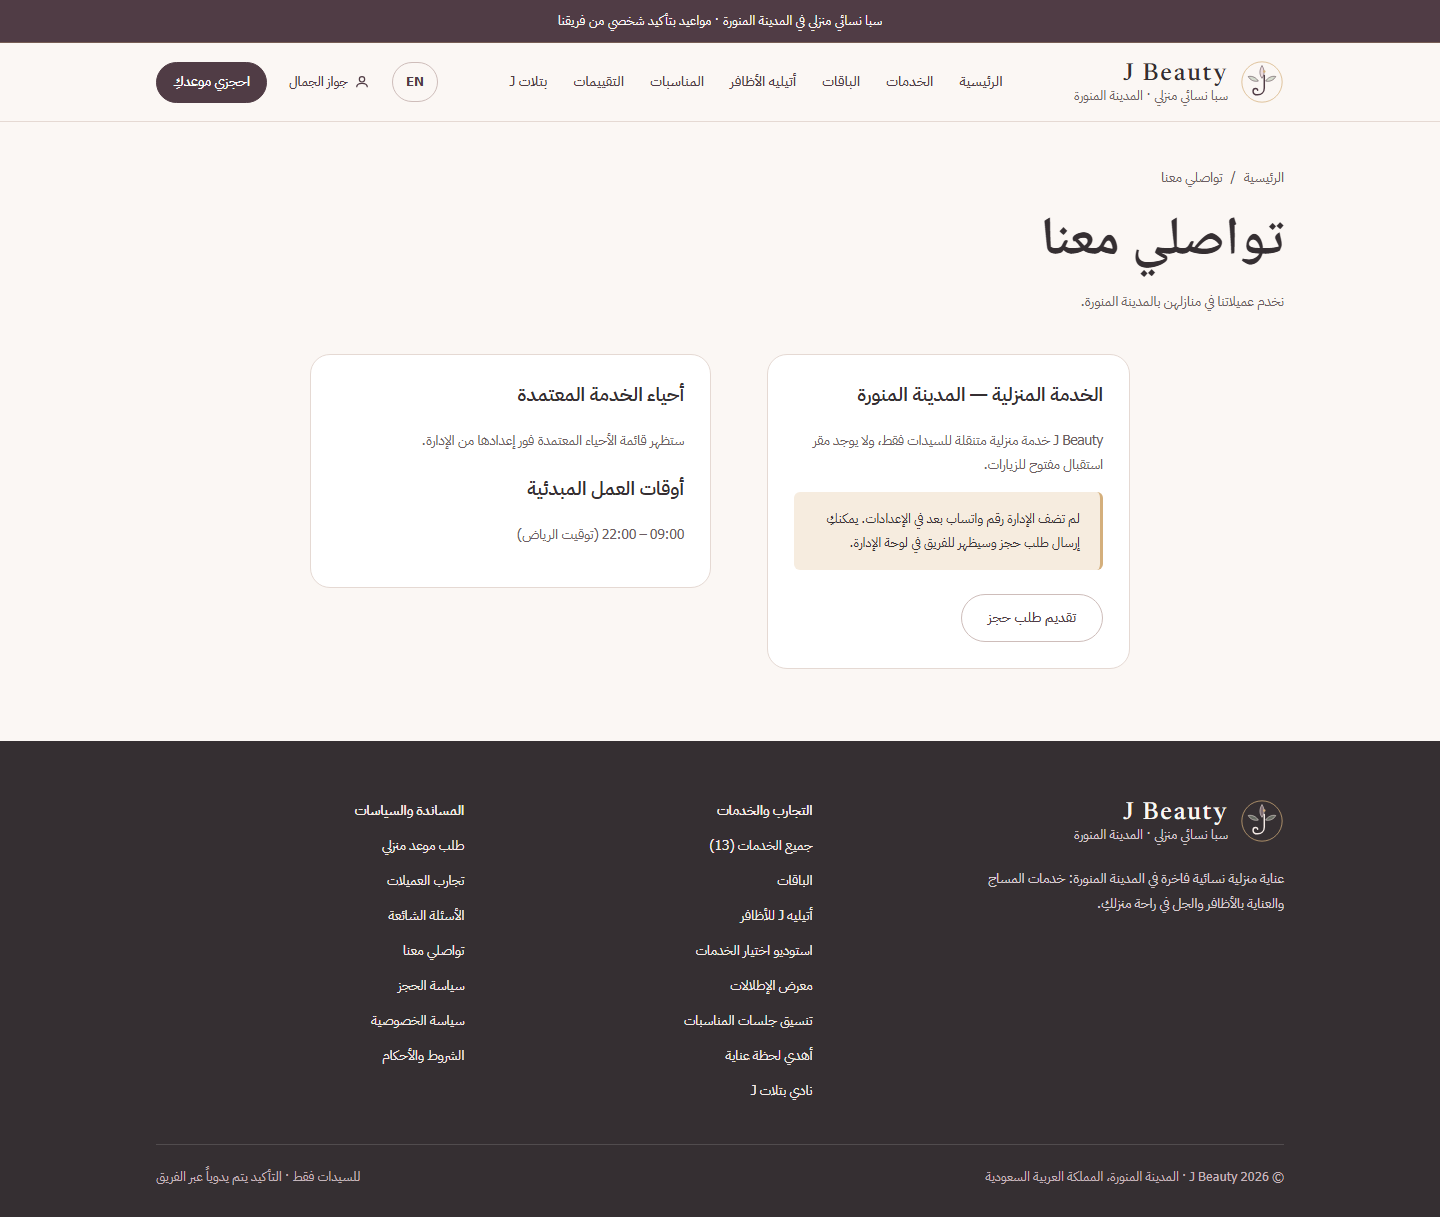 سبا نسائي منزلي في المدينة المنورة · مواعيد بتأكيد شخصي من فريقنا
J Beauty
سبا نسائي منزلي · المدينة المنورة
الرئيسية
الخدمات
الباقات
أتيليه الأظافر
المناسبات
التقييمات
بتلات J
EN
جواز الجمال
احجزي موعدكِ
الرئيسية / تواصلي معنا
تواصلي معنا
نخدم عميلاتنا في منازلهن بالمدينة المنورة.
الخدمة المنزلية — المدينة المنورة
J Beauty خدمة منزلية متنقلة للسيدات فقط، ولا يوجد مقر
استقبال مفتوح للزيارات.
لم تضف الإدارة رقم واتساب بعد في الإعدادات. يمكنكِ
إرسال طلب حجز وسيظهر للفريق في لوحة الإدارة.
تقديم طلب حجز
أحياء الخدمة المعتمدة
ستظهر قائمة الأحياء المعتمدة فور إعدادها من الإدارة.
أوقات العمل المبدئية
09:00 – 22:00 (توقيت الرياض)
J Beauty
سبا نسائي منزلي · المدينة المنورة
عناية منزلية نسائية فاخرة في المدينة المنورة: خدمات المساج
والعناية بالأظافر والجل في راحة منزلكِ.
التجارب والخدمات
جميع الخدمات (13)
الباقات
أتيليه J للأظافر
استوديو اختيار الخدمات
معرض الإطلالات
تنسيق جلسات المناسبات
أهدي لحظة عناية
نادي بتلات J
المساندة والسياسات
طلب موعد منزلي
تجارب العميلات
الأسئلة الشائعة
تواصلي معنا
سياسة الحجز
سياسة الخصوصية
الشروط والأحكام
© 2026 J Beauty · المدينة المنورة، المملكة العربية السعودية
للسيدات فقط · التأكيد يتم يدوياً عبر الفريق